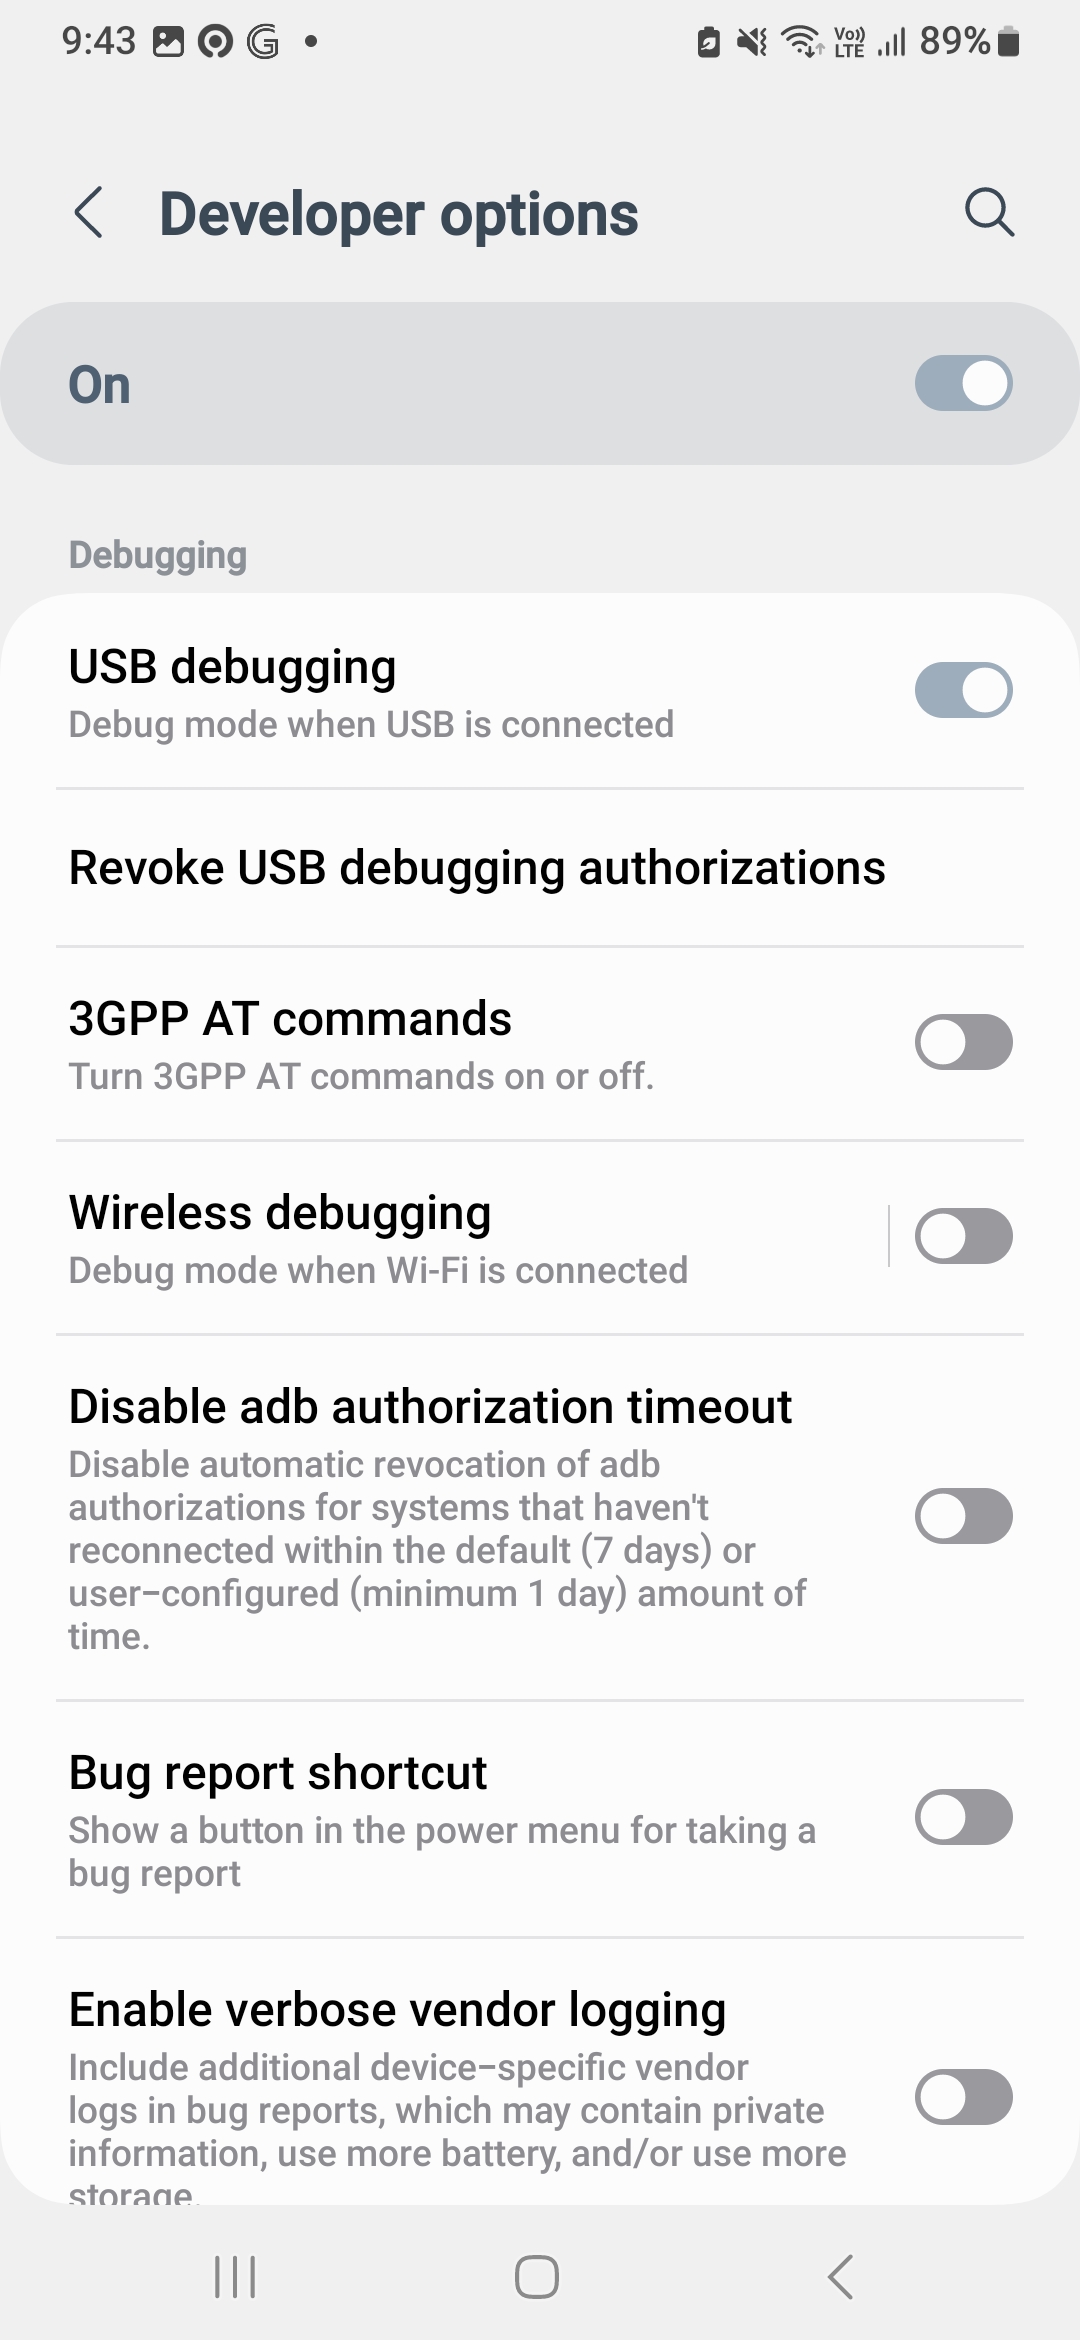 9:43
Vo)) LTE
89%
Developer options
On
Debugging
USB debugging
Debug mode when USB is connected
Revoke USB debugging authorizations
3GPP AT commands
Turn 3GPP AT commands on or off.
Wireless debugging
Debug mode when Wi-Fi is connected
Disable adb authorization timeout
Disable automatic revocation of adb
authorizations for systems that haven't
reconnected within the default (7 days) or
user-configured (minimum 1 day) amount of
time.
Bug report shortcut
Show a button in the power menu for taking a
bug report
Enable verbose vendor logging
Include additional device-specific vendor
logs in bug reports, which may contain private
information, use more battery, and/or use more
storage.